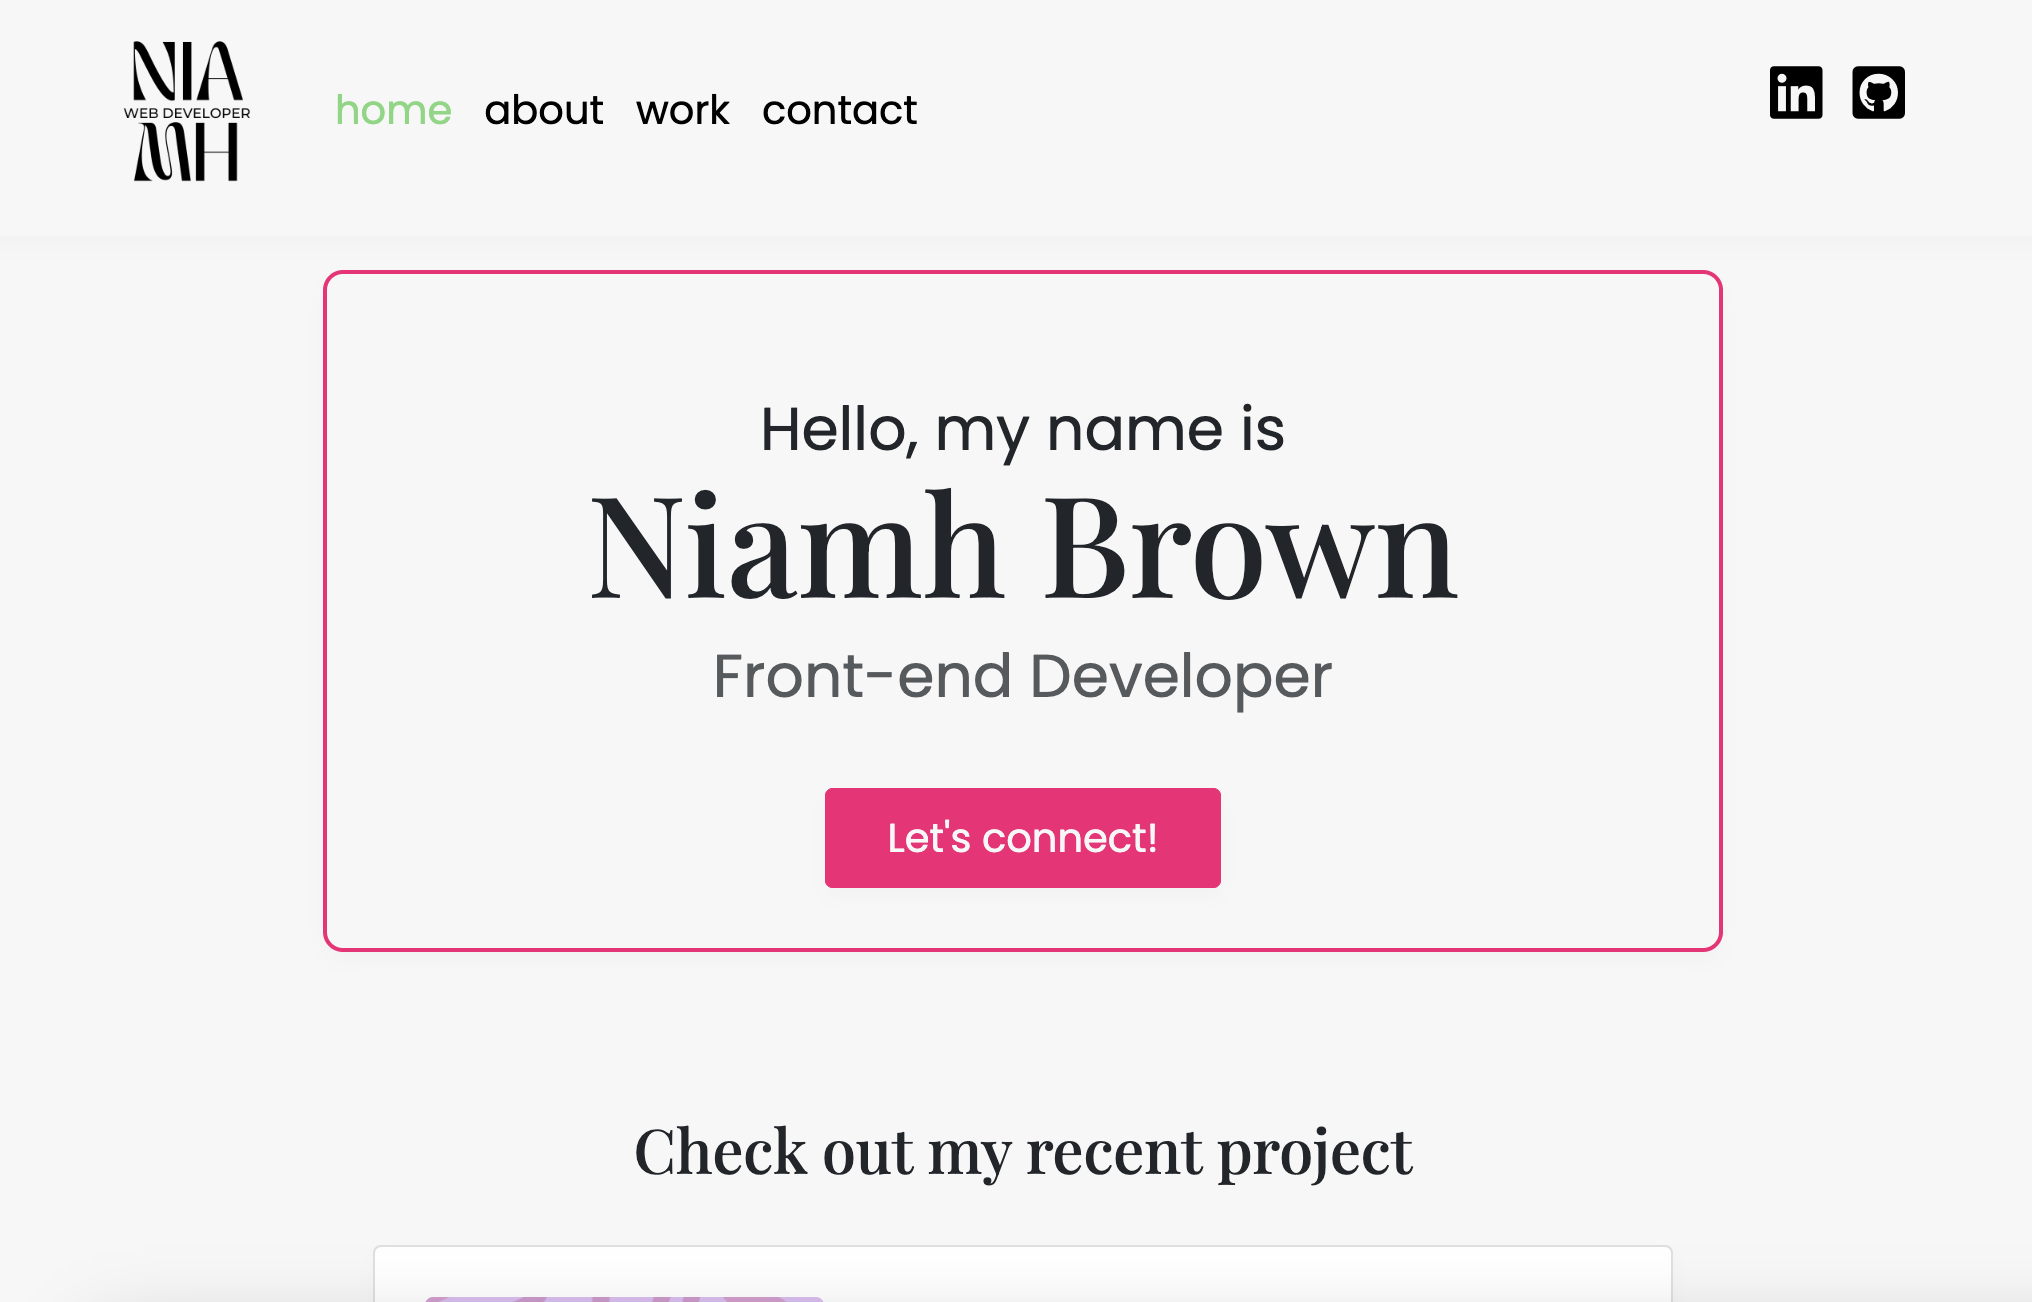 NIA
WEB DEVELOPER
MH
home about work contact
Hello, my name is
Niamh Brown
Front-end Developer
Let's connect!
Check out my recent project